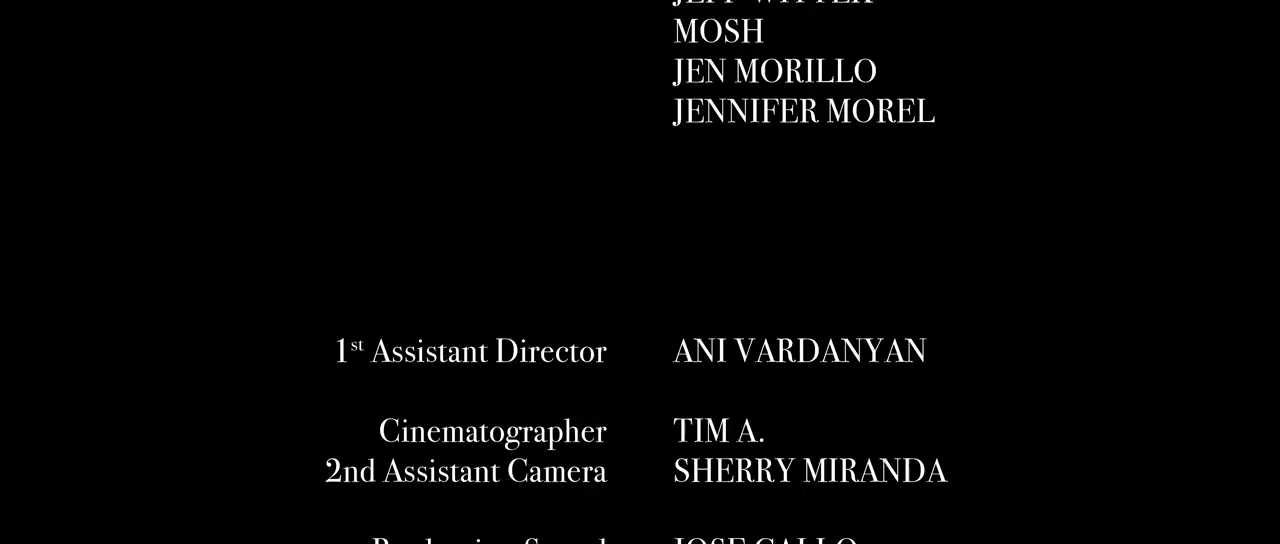 MOSH
JEN MORILLO
JENNIFER MOREL
1st Assistant Director ANI VARDANYAN
Cinematographer TIM A.
2nd Assistant Camera SHERRY MIRANDA